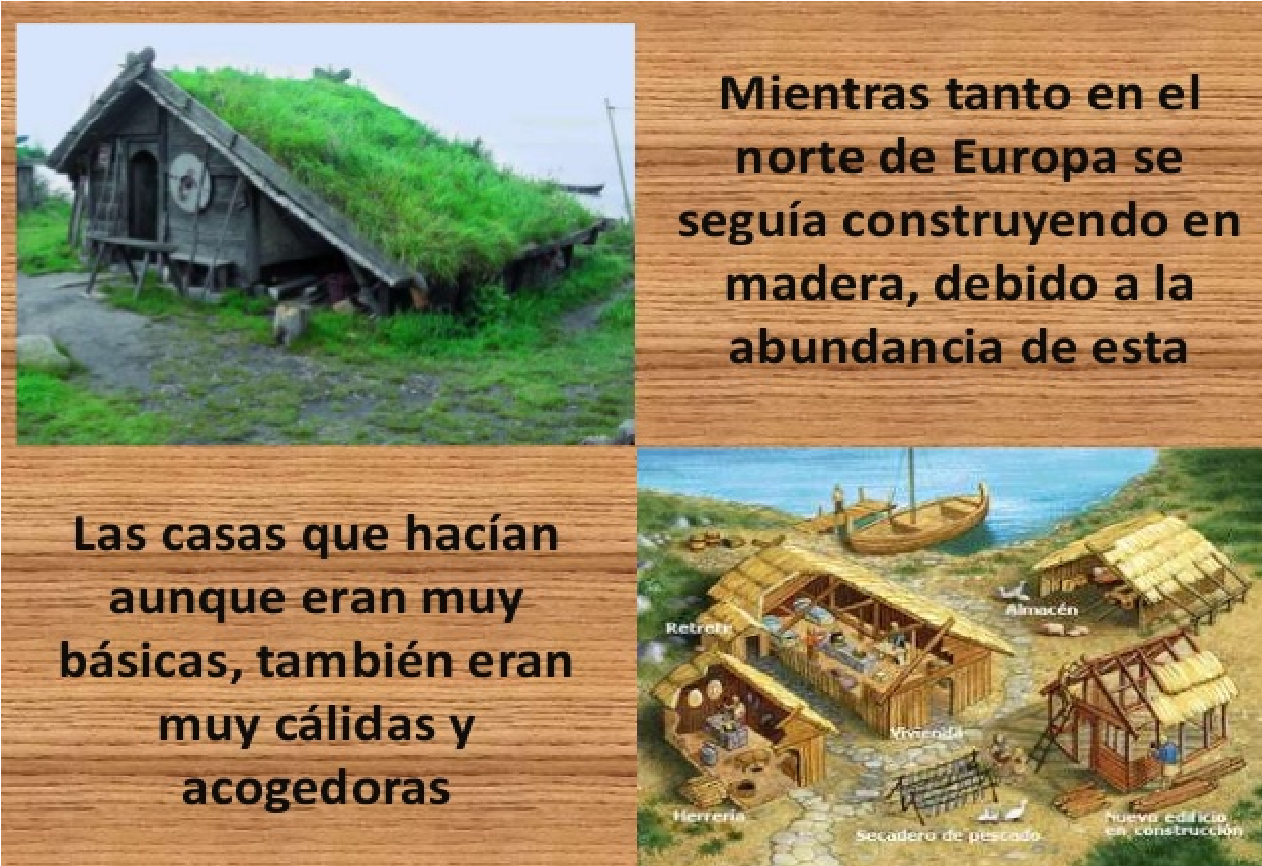 Mientras tanto en el
norte de Europa se
seguía construyendo en
madera, debido a la
abundancia de esta
Las casas que hacían
aunque eran muy
básicas, también eran
muy cálidas y
acogedoras
Almacén
Retrete
Vivienda
Herrería
Secadero de pescado
Nuevo edificio
en construcción